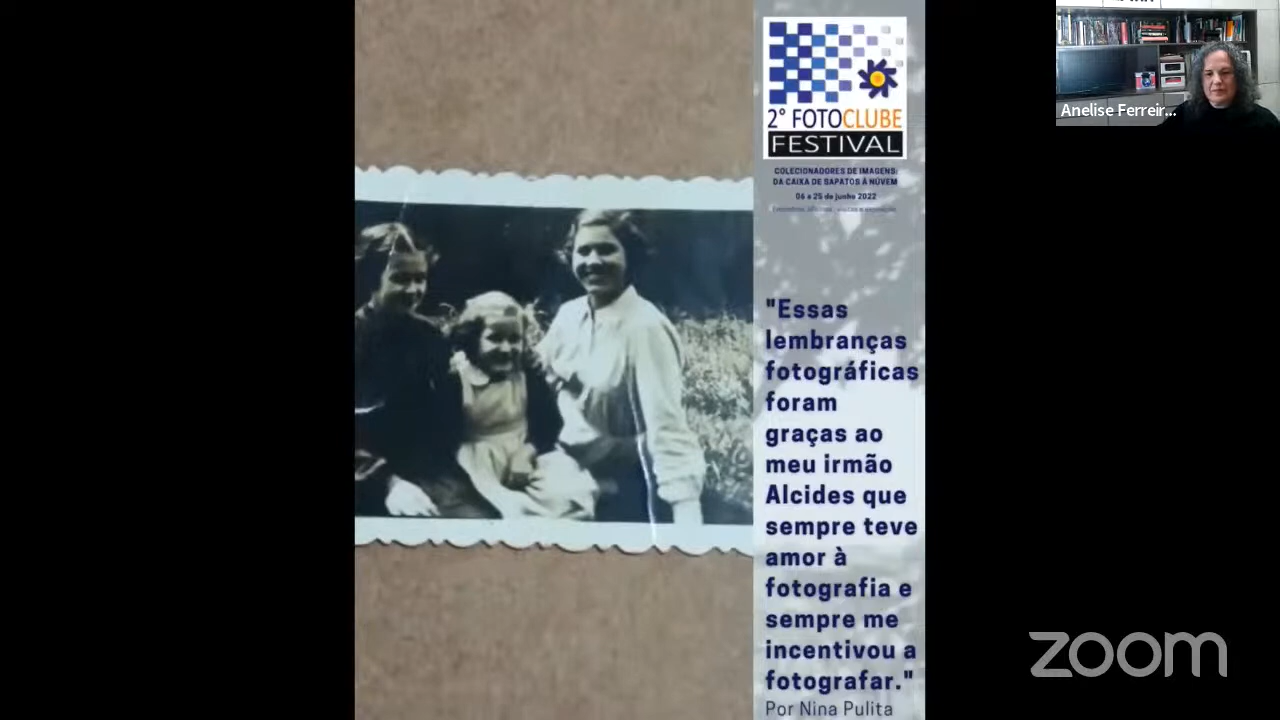 2° FOTOCLUBE
FESTIVAL
COLECIONADORES DE IMAGENS:
DA CAIXA DE SAPATOS À NÚVEM
06 a 25 de junho 2022
"Essas
lembranças
fotográficas
foram
graças ao
meu irmão
Alcides que
sempre teve
amor à
fotografia e
sempre me
incentivou a
fotografar."
Por Nina Pulita
Anelise Ferreir...
zoom